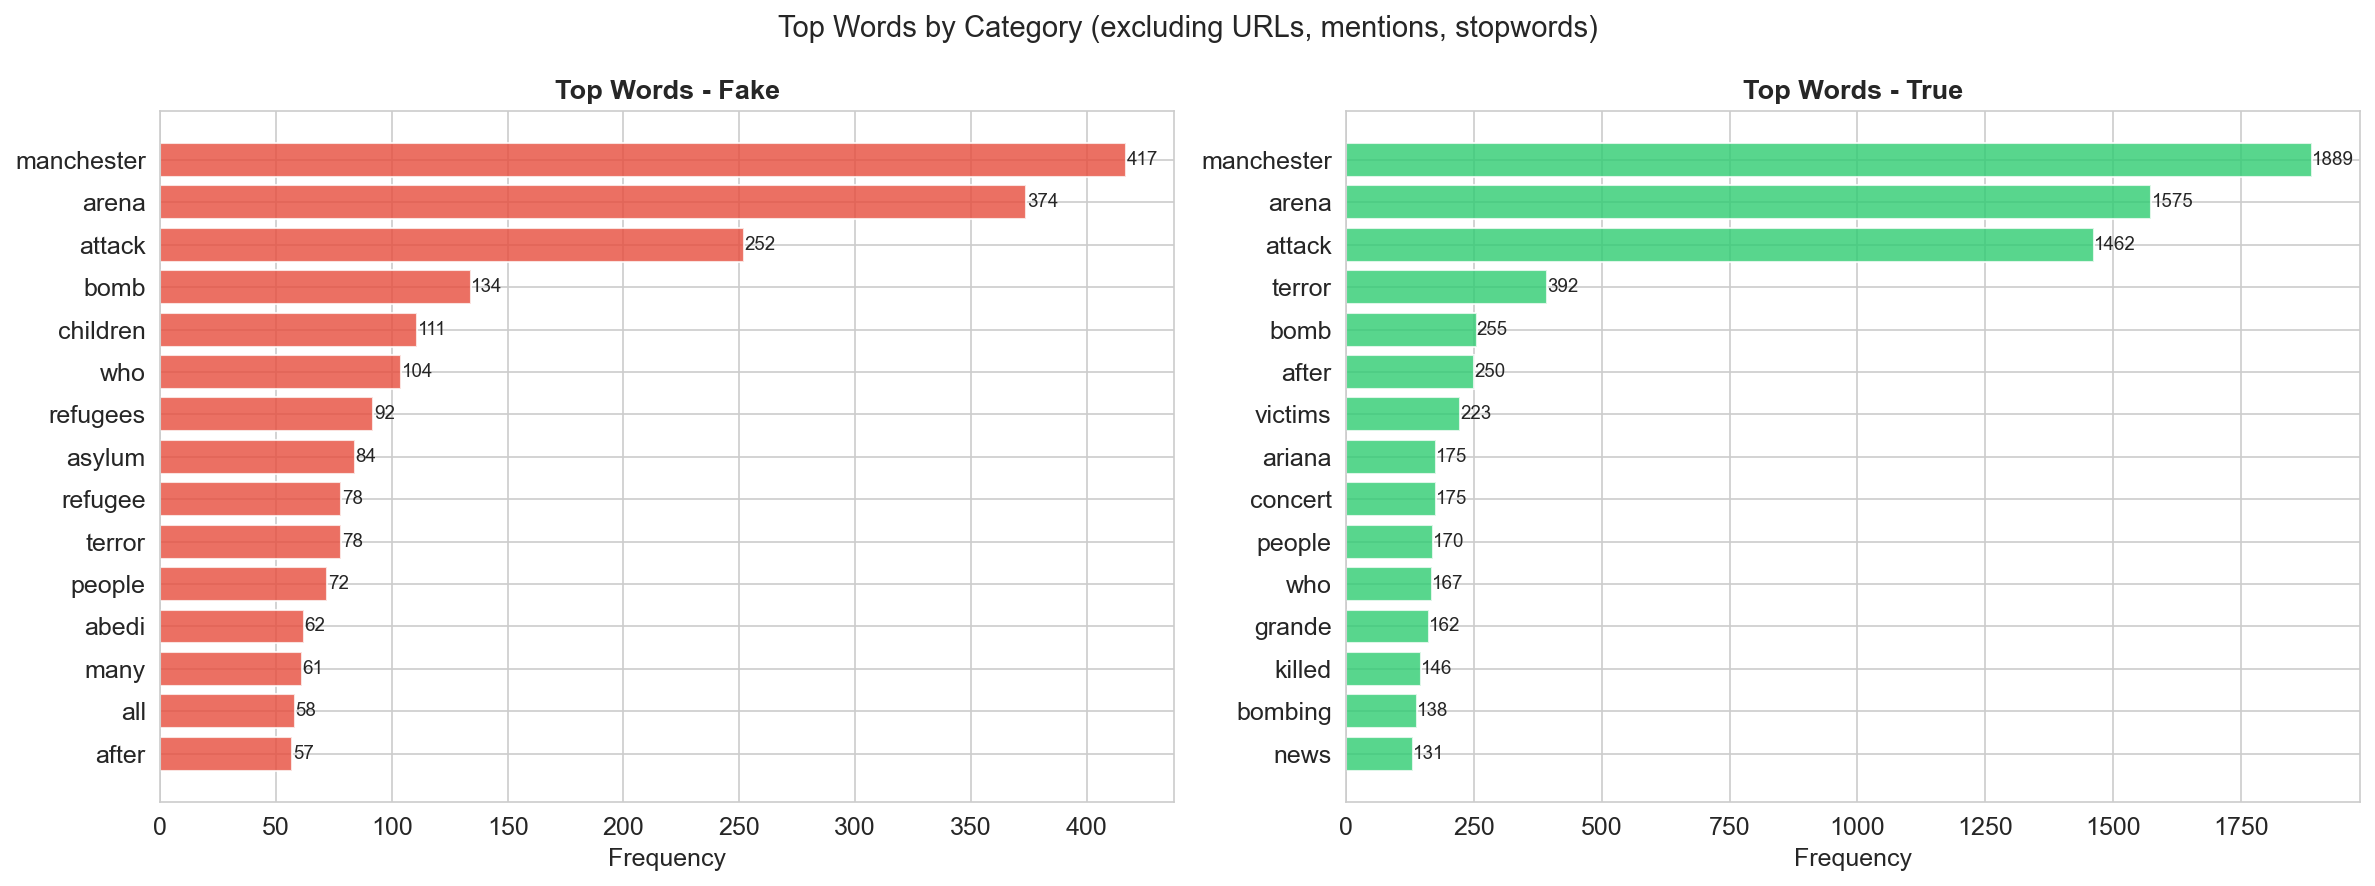 Top Words by Category (excluding URLs, mentions, stopwords)
Top Words - Fake
manchester 417
arena 374
attack 252
bomb 134
children 111
who 104
refugees 92
asylum 84
refugee 78
terror 78
people 72
abedi 62
many 61
all 58
after 57
0 50 100 150 200 250 300 350 400
Frequency
Top Words - True
manchester 1889
arena 1575
attack 1462
terror 392
bomb 255
after 250
victims 223
ariana 175
concert 175
people 170
who 167
grande 162
killed 146
bombing 138
news 131
0 250 500 750 1000 1250 1500 1750
Frequency